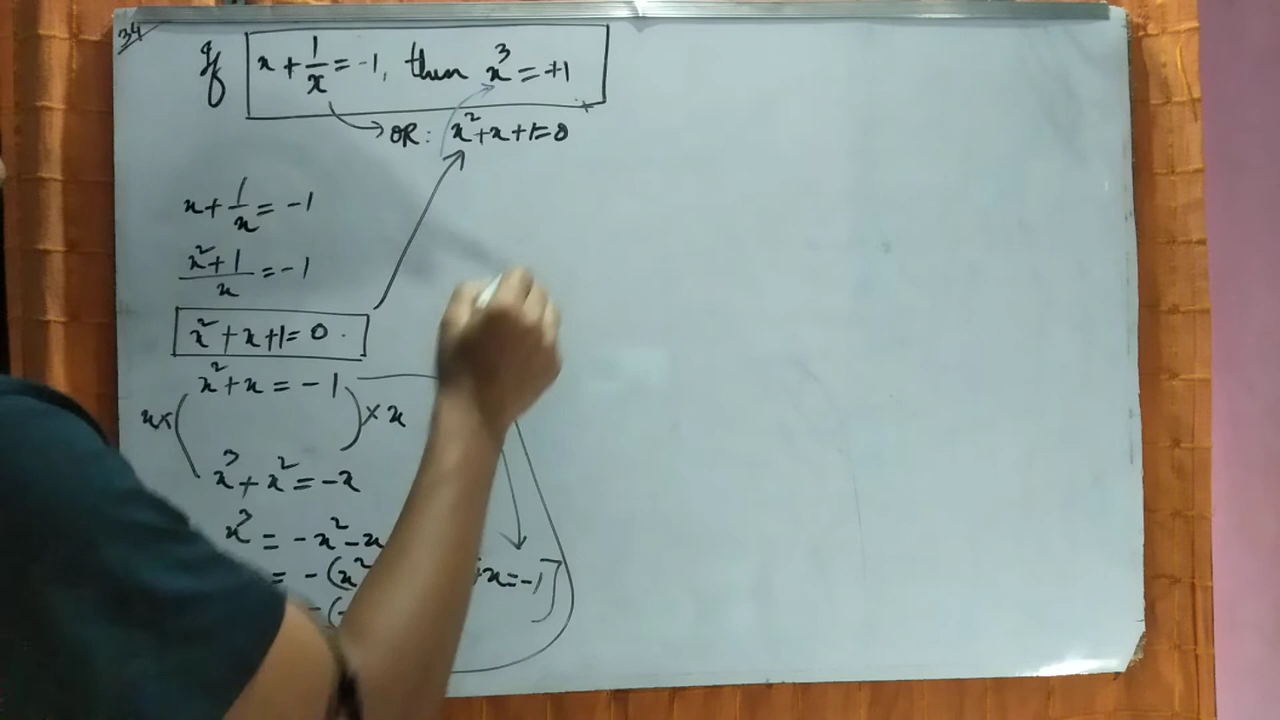 34
If x + 1/x = -1, then x³ = +1
OR: x² + x + 1 = 0
x + 1/x = -1
(x² + 1)/x = -1
x² + x + 1 = 0
x² + x = -1
x × ( ) × x
x³ + x² = -x
x³ = -x² - x
= -(x² x = -1]
-(